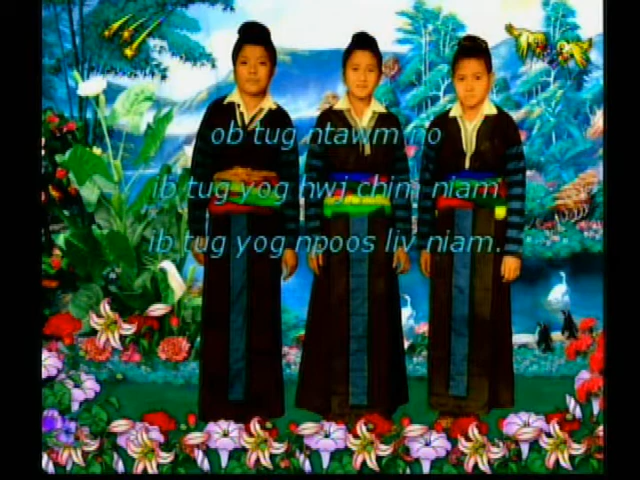 ob tug ntawm no
ib tug yog hwj chim niam
ib tug yog npoos liv niam.